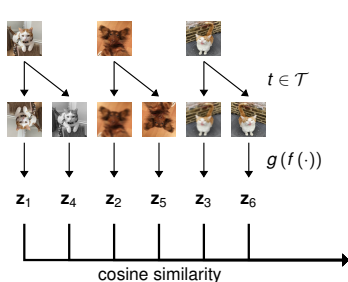 t ∈ 𝒯
g(f(·))
z₁ z₄ z₂ z₅ z₃ z₆
cosine similarity